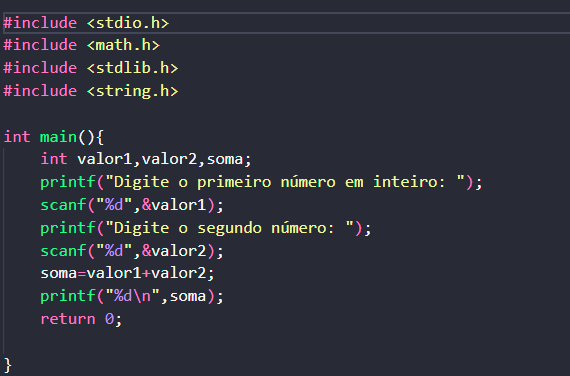 #include <stdio.h>
#include <math.h>
#include <stdlib.h>
#include <string.h>
int main(){
int valor1,valor2,soma;
printf("Digite o primeiro número em inteiro: ");
scanf("%d",&valor1);
printf("Digite o segundo número: ");
scanf("%d",&valor2);
soma=valor1+valor2;
printf("%d\n",soma);
return 0;
}